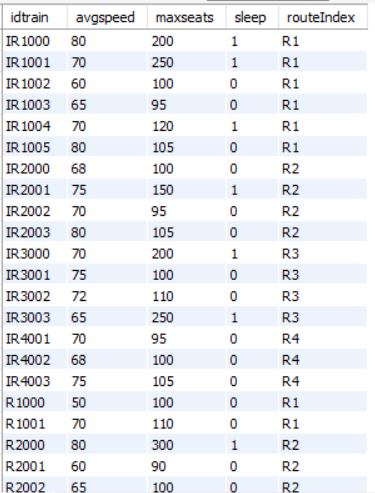 idtrain avgspeed maxseats sleep routeIndex
IR1000 80 200 1 R1
IR1001 70 250 1 R1
IR1002 60 100 0 R1
IR1003 65 95 0 R1
IR1004 70 120 1 R1
IR1005 80 105 0 R1
IR2000 68 100 0 R2
IR2001 75 150 1 R2
IR2002 70 95 0 R2
IR2003 80 105 0 R2
IR3000 70 200 1 R3
IR3001 75 100 0 R3
IR3002 72 110 0 R3
IR3003 65 250 1 R3
IR4001 70 95 0 R4
IR4002 68 100 0 R4
IR4003 75 105 0 R4
R1000 50 100 0 R1
R1001 70 110 0 R1
R2000 80 300 1 R2
R2001 60 90 0 R2
R2002 65 100 0 R2